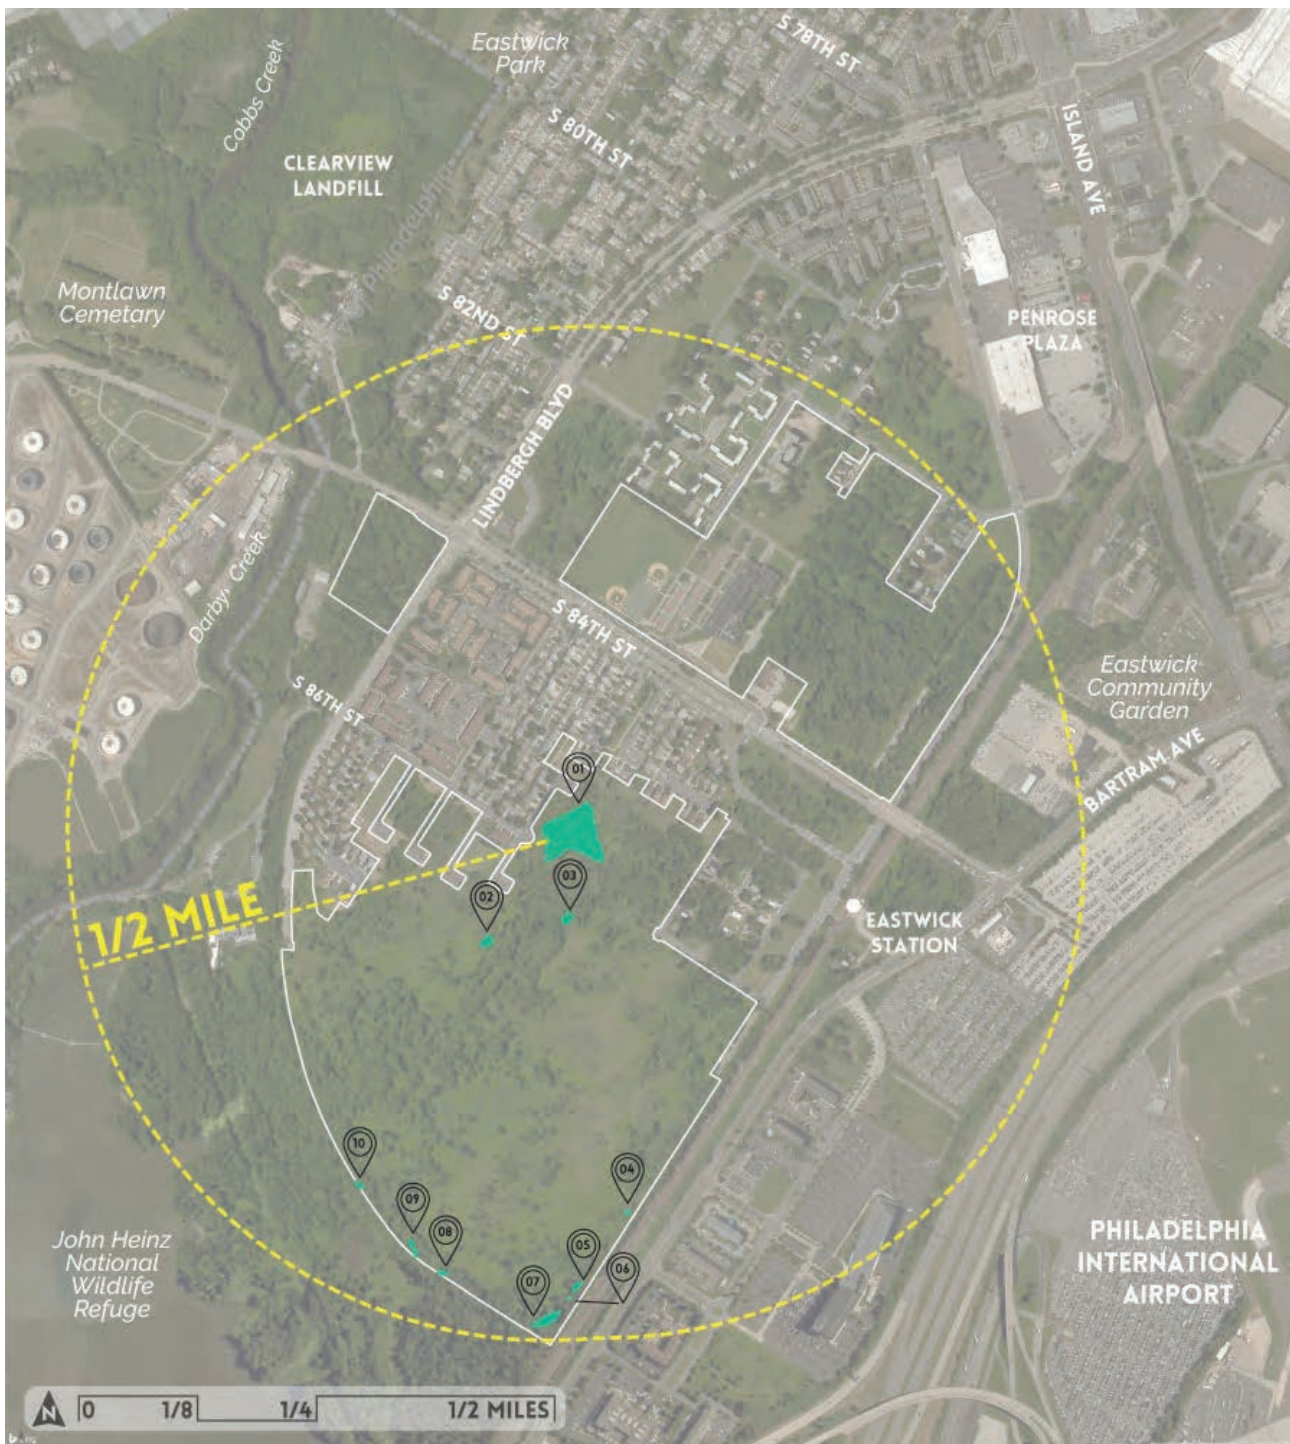 Eastwick
Park
S 78TH ST
Cobbs Creek
S 80TH ST
ISLAND AVE
CLEARVIEW
LANDFILL
Philadelphia
Montlawn
Cemetary
S 82ND ST
PENROSE
PLAZA
LINDBERGH BLVD
Darby Creek
S 84TH ST
S 86TH ST
Eastwick
Community
Garden
BARTRAM AVE
01
03
02
1/2 MILE
EASTWICK
STATION
10
04
09
08
05
06
07
John Heinz
National
Wildlife
Refuge
PHILADELPHIA
INTERNATIONAL
AIRPORT
N 0 1/8 1/4 1/2 MILES